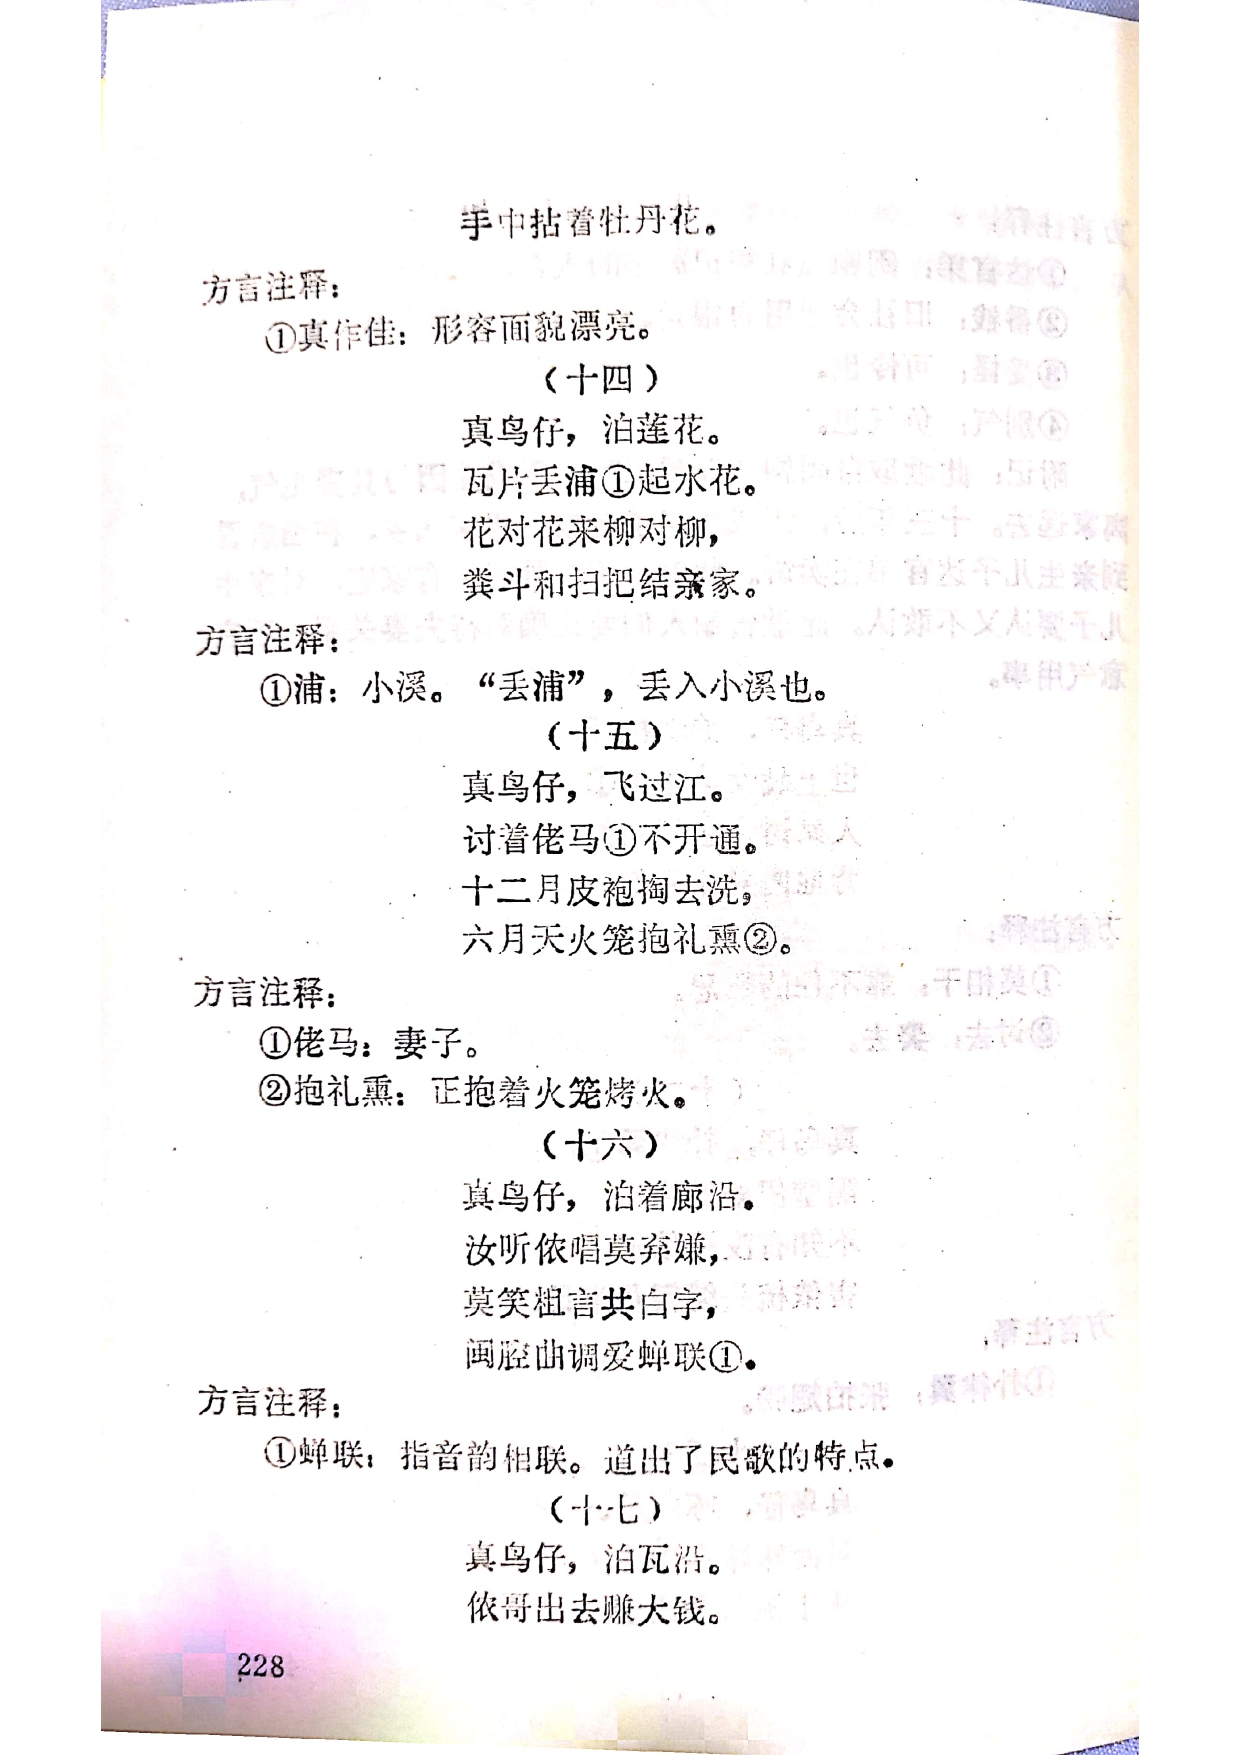 手中拈着牡丹花。
方言注释：
①真作佳：形容面貌漂亮。
（十四）
真鸟仔，泊莲花。
瓦片丢浦①起水花。
花对花来柳对柳，
粪斗和扫把结亲家。
方言注释：
①浦：小溪。“丢浦”，丢入小溪也。
（十五）
真鸟仔，飞过江。
讨着佬马①不开通。
十二月皮袍掏去洗，
六月天火笼抱礼熏②。
方言注释：
①佬马：妻子。
②抱礼熏：正抱着火笼烤火。
（十六）
真鸟仔，泊着廊沿。
汝听侬唱莫弃嫌，
莫笑粗言共白字，
闽腔曲调爱蝉联①。
方言注释：
①蝉联：指音韵相联。道出了民歌的特点。
（十七）
真鸟仔，泊瓦沿。
侬哥出去赚大钱。
228